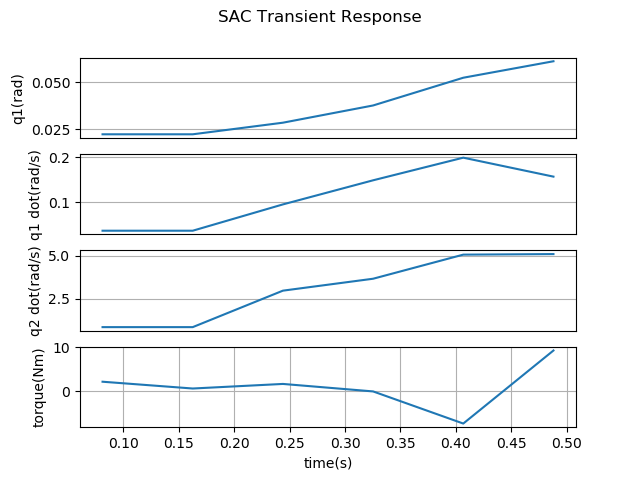 SAC Transient Response
0.050
0.025
q1(rad)
0.2
0.1
q1 dot(rad/s)
5.0
2.5
q2 dot(rad/s)
10
0
torque(Nm)
0.10 0.15 0.20 0.25 0.30 0.35 0.40 0.45 0.50
time(s)